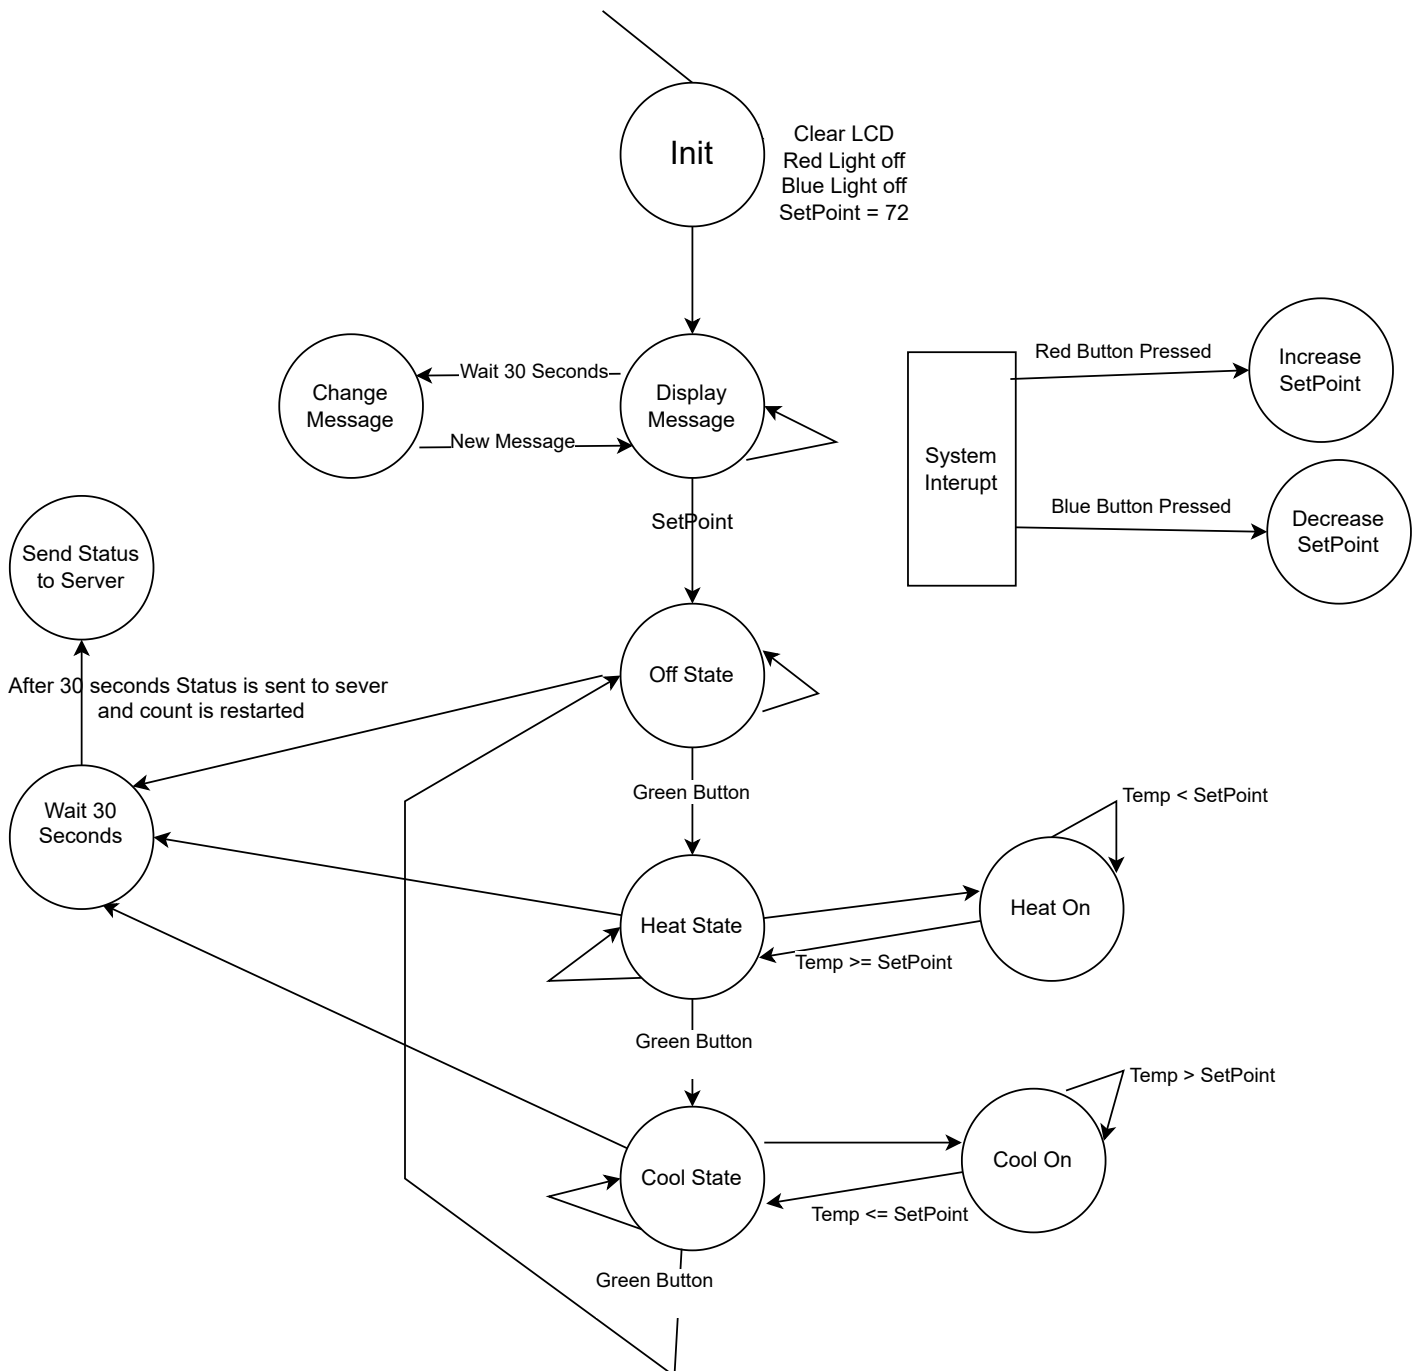 Init
Clear LCD
Red Light off
Blue Light off
SetPoint = 72
Change
Message
Wait 30 Seconds
New Message
Display
Message
Red Button Pressed
Increase
SetPoint
System
Interupt
Blue Button Pressed
Decrease
SetPoint
SetPoint
Send Status
to Server
After 30 seconds Status is sent to sever
and count is restarted
Off State
Wait 30
Seconds
Green Button
Temp < SetPoint
Heat State
Heat On
Temp >= SetPoint
Green Button
Temp > SetPoint
Cool State
Cool On
Temp <= SetPoint
Green Button